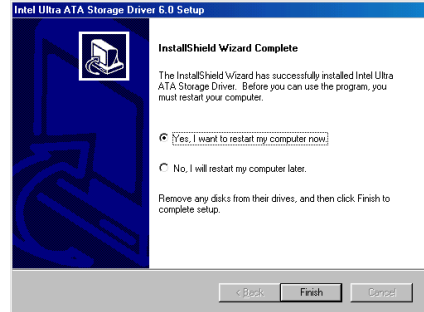 Intel Ultra ATA Storage Driver 6.0 Setup
InstallShield Wizard Complete
The InstallShield Wizard has successfully installed Intel Ultra
ATA Storage Driver. Before you can use the program, you
must restart your computer.
Yes, I want to restart my computer now.
No, I will restart my computer later.
Remove any disks from their drives, and then click Finish to
complete setup.
< Back Finish Cancel